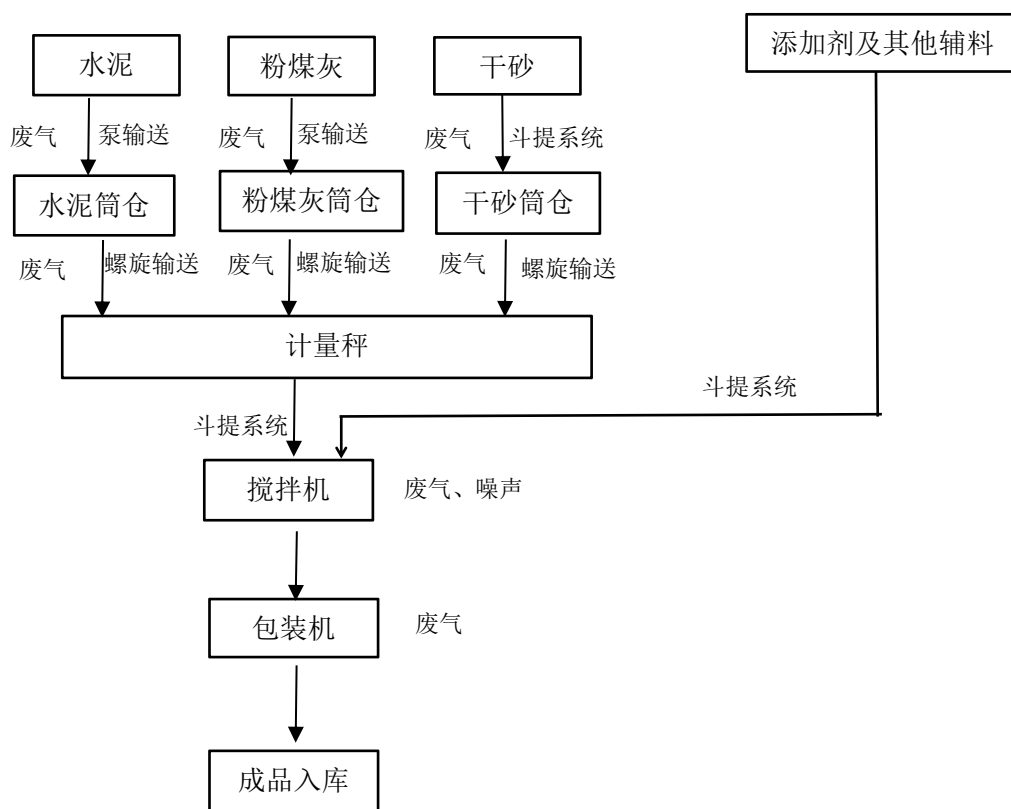 水泥
粉煤灰
干砂
添加剂及其他辅料
废气
泵输送
废气
泵输送
废气
斗提系统
水泥筒仓
粉煤灰筒仓
干砂筒仓
废气
螺旋输送
废气
螺旋输送
废气
螺旋输送
计量秤
斗提系统
斗提系统
搅拌机
废气、噪声
包装机
废气
成品入库